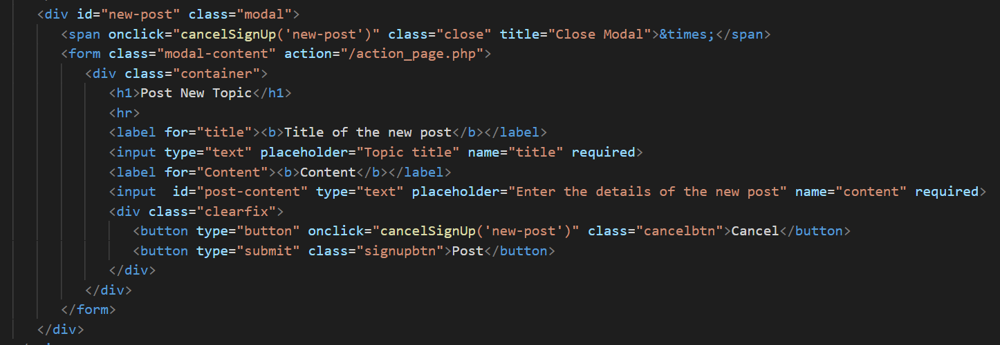 <div id="new-post" class="modal">
<span onclick="cancelSignUp('new-post')" class="close" title="Close Modal">&times;</span>
<form class="modal-content" action="/action_page.php">
<div class="container">
<h1>Post New Topic</h1>
<hr>
<label for="title"><b>Title of the new post</b></label>
<input type="text" placeholder="Topic title" name="title" required>
<label for="Content"><b>Content</b></label>
<input  id="post-content" type="text" placeholder="Enter the details of the new post" name="content" required>
<div class="clearfix">
<button type="button" onclick="cancelSignUp('new-post')" class="cancelbtn">Cancel</button>
<button type="submit" class="signupbtn">Post</button>
</div>
</div>
</form>
</div>